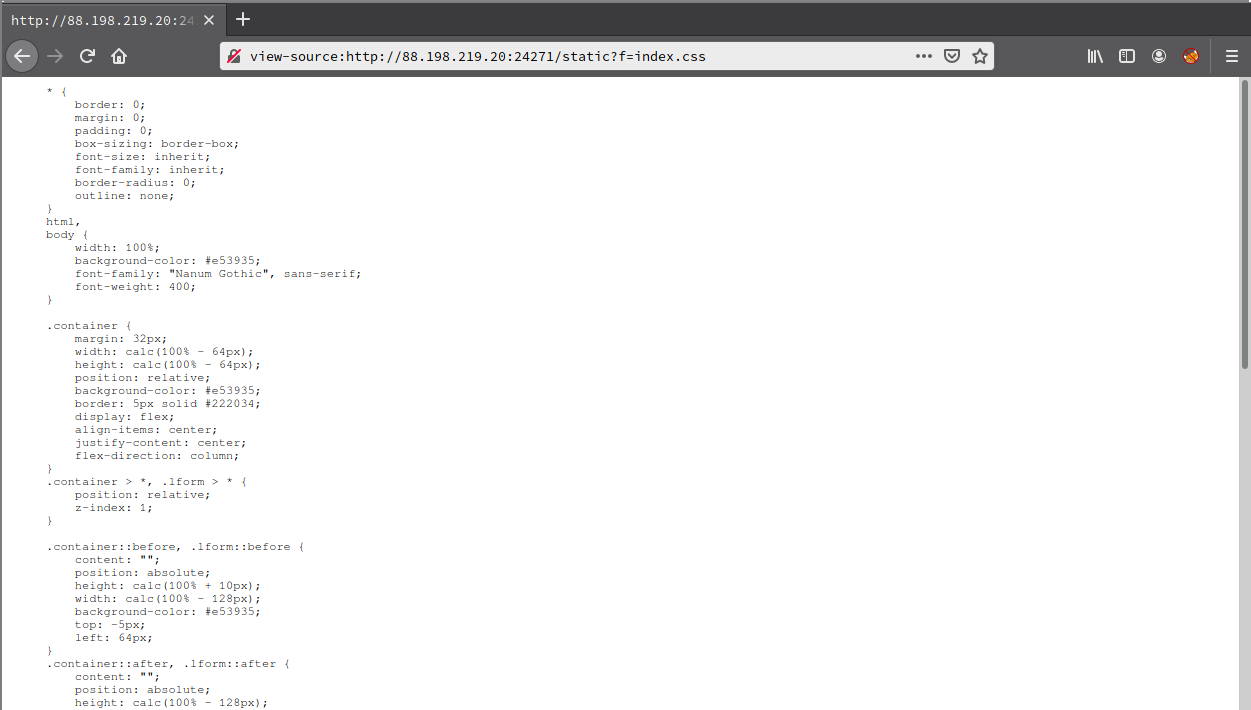 http://88.198.219.20:24
view-source:http://88.198.219.20:24271/static?f=index.css
* {
    border: 0;
    margin: 0;
    padding: 0;
    box-sizing: border-box;
    font-size: inherit;
    font-family: inherit;
    border-radius: 0;
    outline: none;
}
html,
body {
    width: 100%;
    background-color: #e53935;
    font-family: "Nanum Gothic", sans-serif;
    font-weight: 400;
}
.container {
    margin: 32px;
    width: calc(100% - 64px);
    height: calc(100% - 64px);
    position: relative;
    background-color: #e53935;
    border: 5px solid #222034;
    display: flex;
    align-items: center;
    justify-content: center;
    flex-direction: column;
}
.container > *, .lform > * {
    position: relative;
    z-index: 1;
}
.container::before, .lform::before {
    content: "";
    position: absolute;
    height: calc(100% + 10px);
    width: calc(100% - 128px);
    background-color: #e53935;
    top: -5px;
    left: 64px;
}
.container::after, .lform::after {
    content: "";
    position: absolute;
    height: calc(100% - 128px);